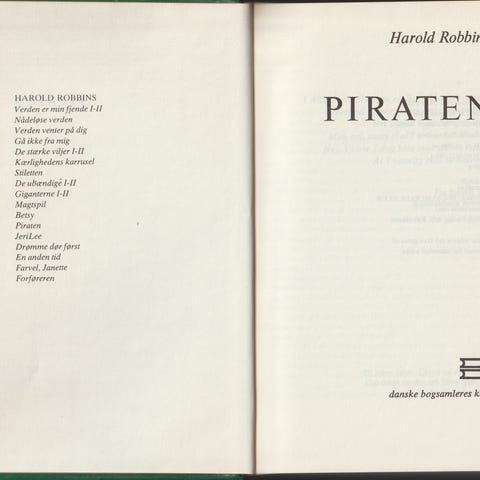 HAROLD ROBBINS
Verden er min fjende I-II
Nådeløse verden
Verden venter på dig
Gå ikke fra mig
De stærke viljer I-II
Kærlighedens karrusel
Stiletten
De ubændige I-II
Giganterne I-II
Magtspil
Betsy
Piraten
JeriLee
Drømme dør først
En anden tid
Farvel, Janette
Forføreren
Harold Robbin
PIRATEN
danske bogsamleres k